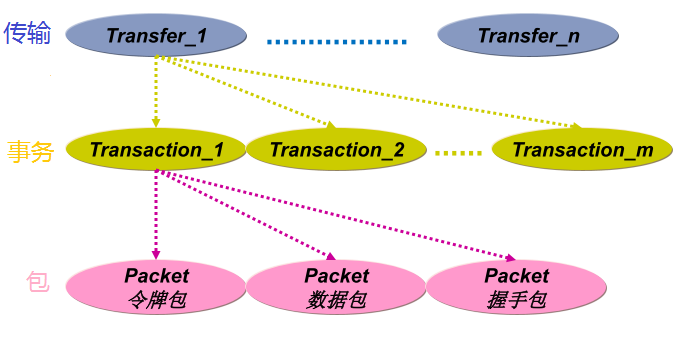 传输
Transfer_1
Transfer_n
事务
Transaction_1
Transaction_2
Transaction_m
包
Packet
令牌包
Packet
数据包
Packet
握手包